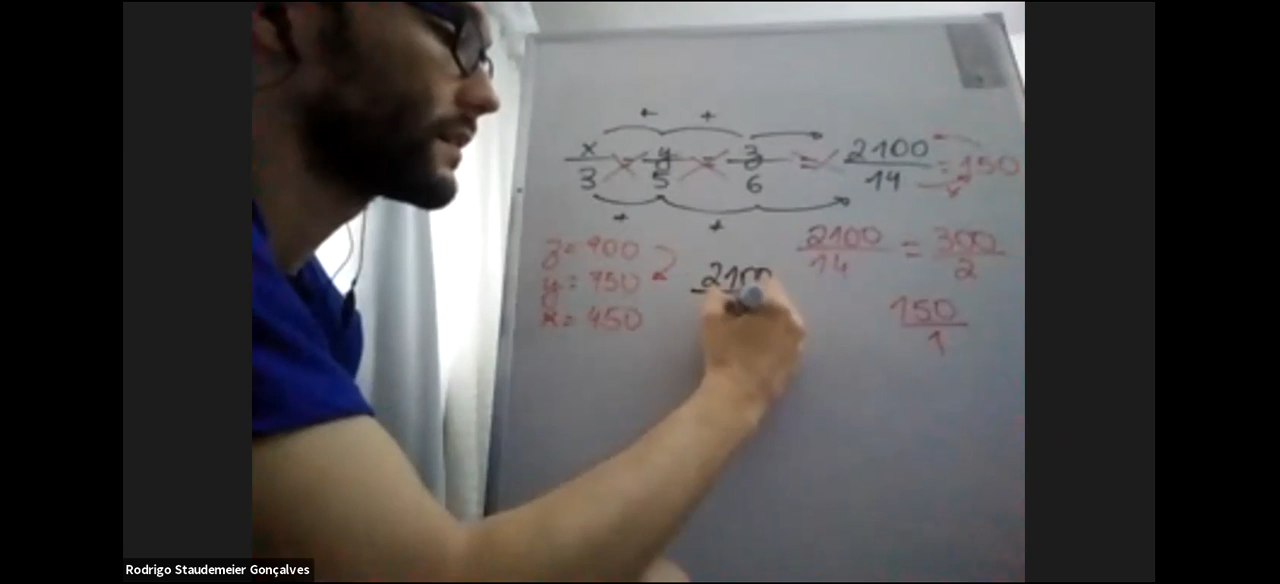 ← +
x/3 = y/5 = z/6 = 2100/14 = 150
+ +
z = 900
y = 750
x = 450
2100/14 = 300/2
150/1
2100
Rodrigo Staudemeier Gonçalves